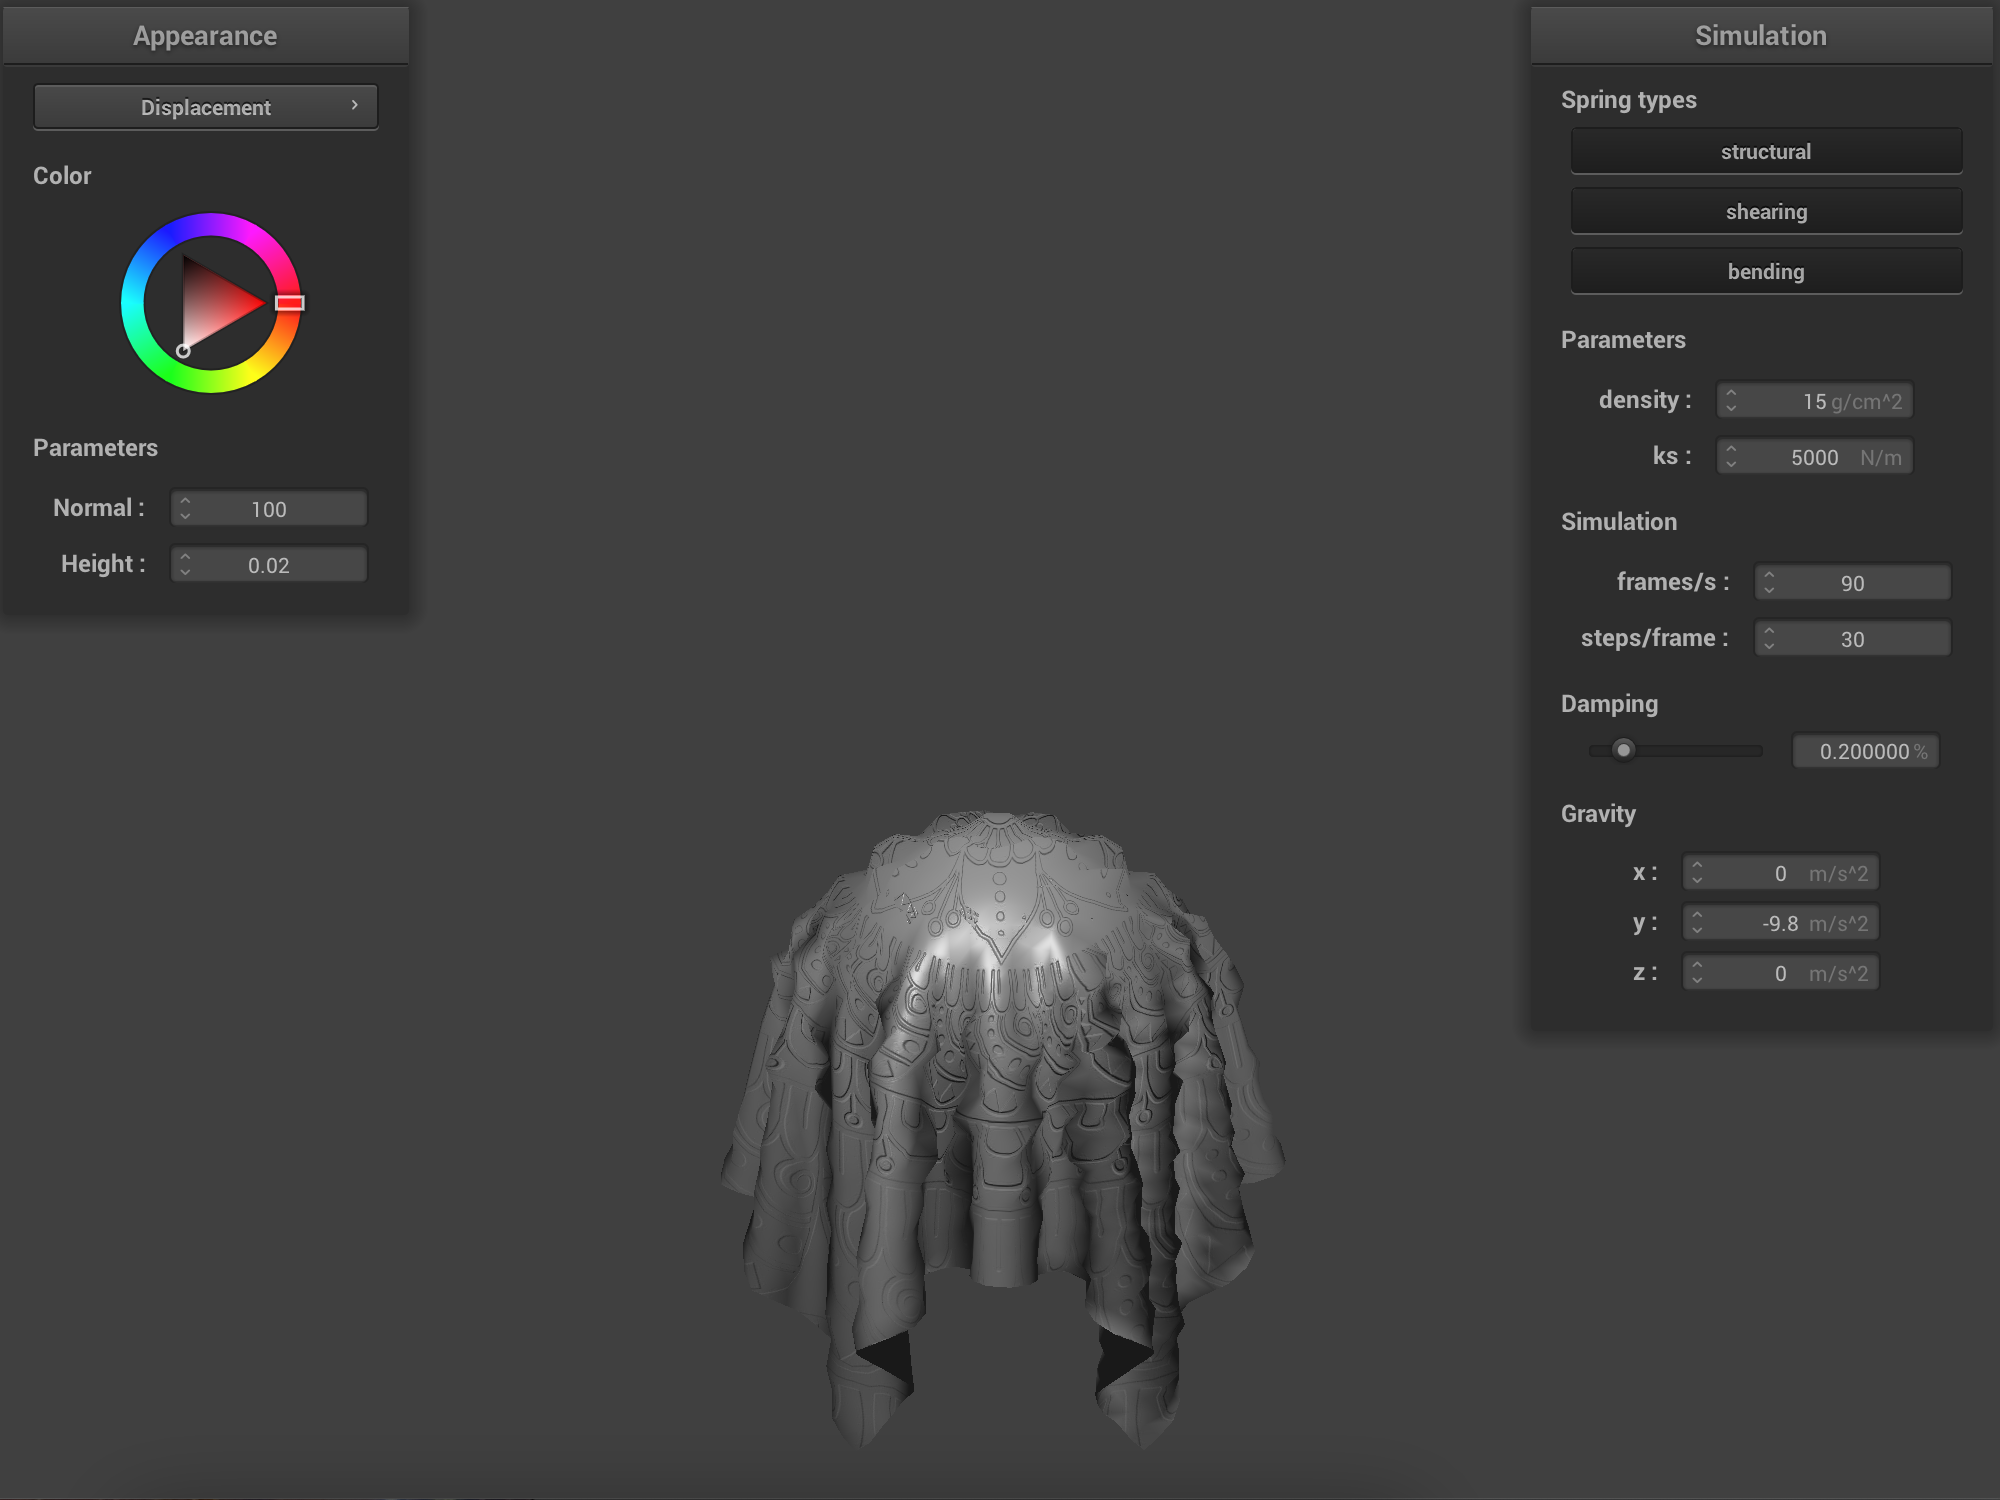 Appearance
Displacement
Color
Parameters
Normal : 100
Height : 0.02
Simulation
Spring types
structural
shearing
bending
Parameters
density : 15 g/cm^2
ks : 5000 N/m
Simulation
frames/s : 90
steps/frame : 30
Damping
0.200000 %
Gravity
x : 0 m/s^2
y : -9.8 m/s^2
z : 0 m/s^2